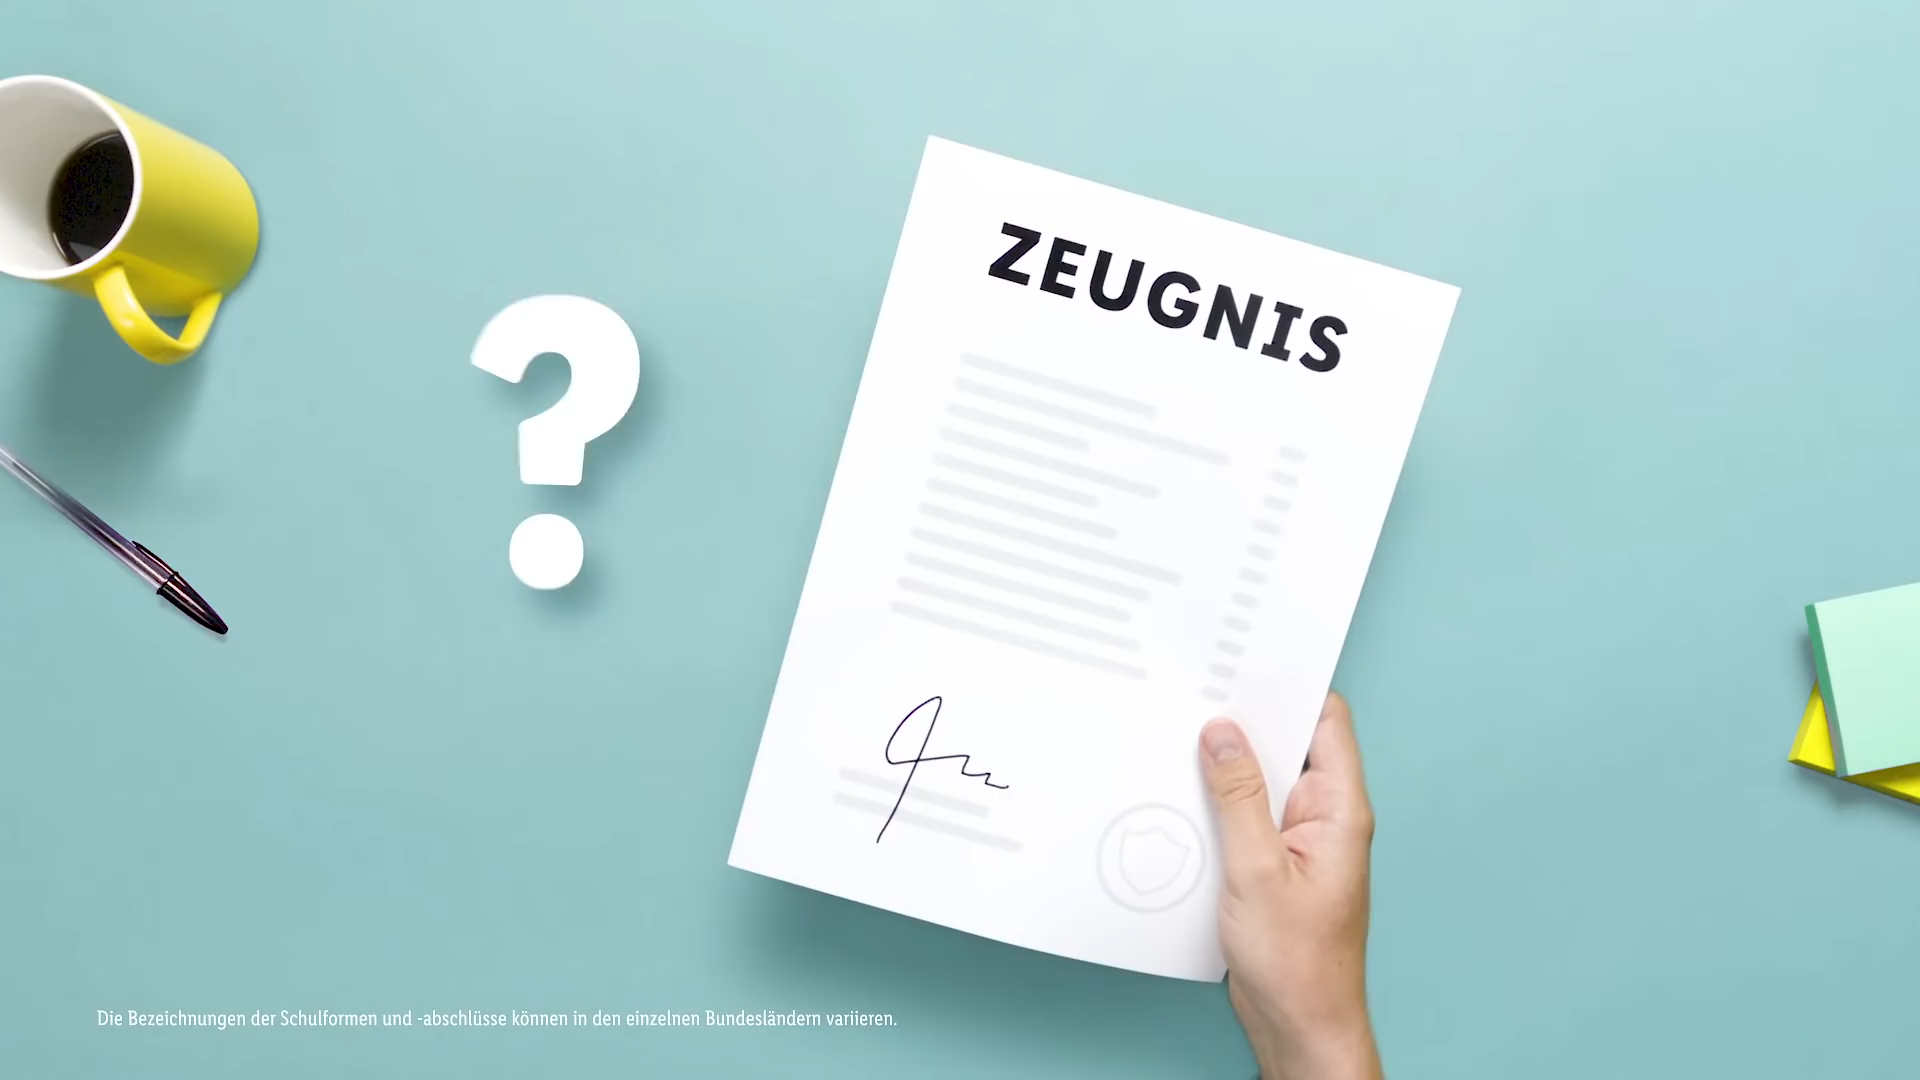 ?
ZEUGNIS
Die Bezeichnungen der Schulformen und -abschlüsse können in den einzelnen Bundesländern variieren.